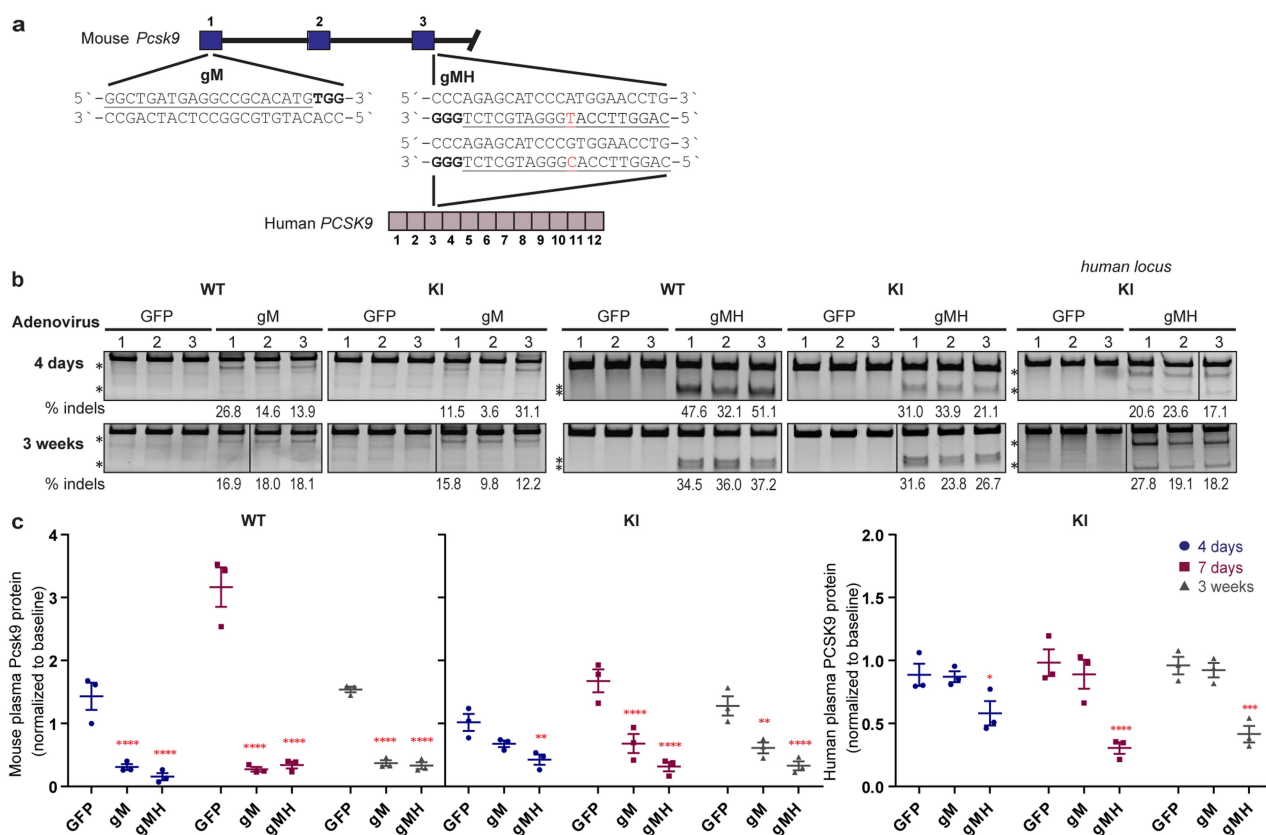 a
1 2 3
Mouse Pcsk9
gM gMH
5`-GGCTGATGAGGCCGCACATGTGG-3` 5´-CCCAGAGCATCCCATGGAACCTG-3`
3`-CCGACTACTCCGGCGTGTACACC-5` 3`-GGGTCTCGTAGGGTACCTTGGAC-5`
5`-CCCAGAGCATCCCGTGGAACCTG-3`
3`-GGGTCTCGTAGGGCACCTTGGAC-5`
Human PCSK9
1 2 3 4 5 6 7 8 9 10 11 12
b
human locus
WT KI WT KI KI
Adenovirus GFP gM GFP gM GFP gMH GFP gMH GFP gMH
1 2 3 1 2 3 1 2 3 1 2 3 1 2 3 1 2 3 1 2 3 1 2 3 1 2 3 1 2 3
4 days * * * * * *
% indels 26.8 14.6 13.9 11.5 3.6 31.1 47.6 32.1 51.1 31.0 33.9 21.1 20.6 23.6 17.1
3 weeks * * * * * *
% indels 16.9 18.0 18.1 15.8 9.8 12.2 34.5 36.0 37.2 31.6 23.8 26.7 27.8 19.1 18.2
c
WT KI
Mouse plasma Pcsk9 protein
(normalized to baseline)
4
3
2
1
0
**** **** **** **** **** ****
** **** **** ** ****
GFP gM gMH GFP gM gMH GFP gM gMH
GFP gM gMH GFP gM gMH GFP gM gMH
KI
Human plasma PCSK9 protein
(normalized to baseline)
2.0
1.5
1.0
0.5
0.0
4 days
7 days
3 weeks
* **** ***
GFP gM gMH GFP gM gMH GFP gM gMH